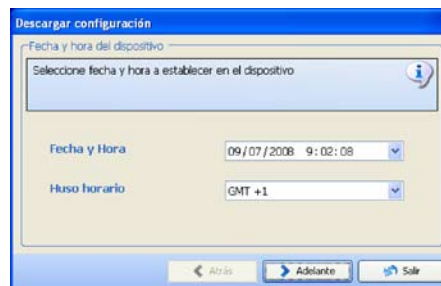 Descargar configuración
Fecha y hora del dispositivo
Seleccione fecha y hora a establecer en el dispositivo
Fecha y Hora 09/07/2008 9:02:08
Huso horario GMT +1
Atrás Adelante Salir